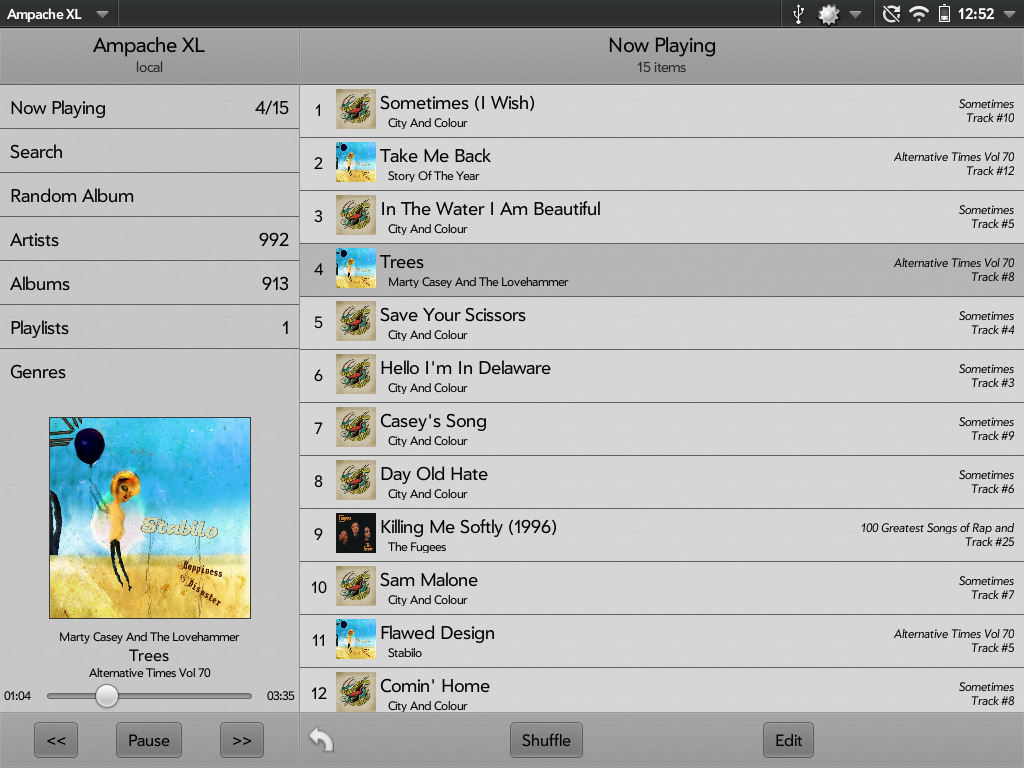 Ampache XL
12:52
Ampache XL
local
Now Playing 4/15
Search
Random Album
Artists 992
Albums 913
Playlists 1
Genres
Stabilo
Happiness
& Disaster
Marty Casey And The Lovehammer
Trees
Alternative Times Vol 70
01:04 03:35
<< Pause >>
Now Playing
15 items
1 Sometimes (I Wish) Sometimes
City And Colour Track #10
2 Take Me Back Alternative Times Vol 70
Story Of The Year Track #12
3 In The Water I Am Beautiful Sometimes
City And Colour Track #5
4 Trees Alternative Times Vol 70
Marty Casey And The Lovehammer Track #8
5 Save Your Scissors Sometimes
City And Colour Track #4
6 Hello I'm In Delaware Sometimes
City And Colour Track #3
7 Casey's Song Sometimes
City And Colour Track #9
8 Day Old Hate Sometimes
City And Colour Track #6
9 Killing Me Softly (1996) 100 Greatest Songs of Rap and
The Fugees Track #25
10 Sam Malone Sometimes
City And Colour Track #7
11 Flawed Design Alternative Times Vol 70
Stabilo Track #5
12 Comin' Home Sometimes
City And Colour Track #8
Shuffle Edit